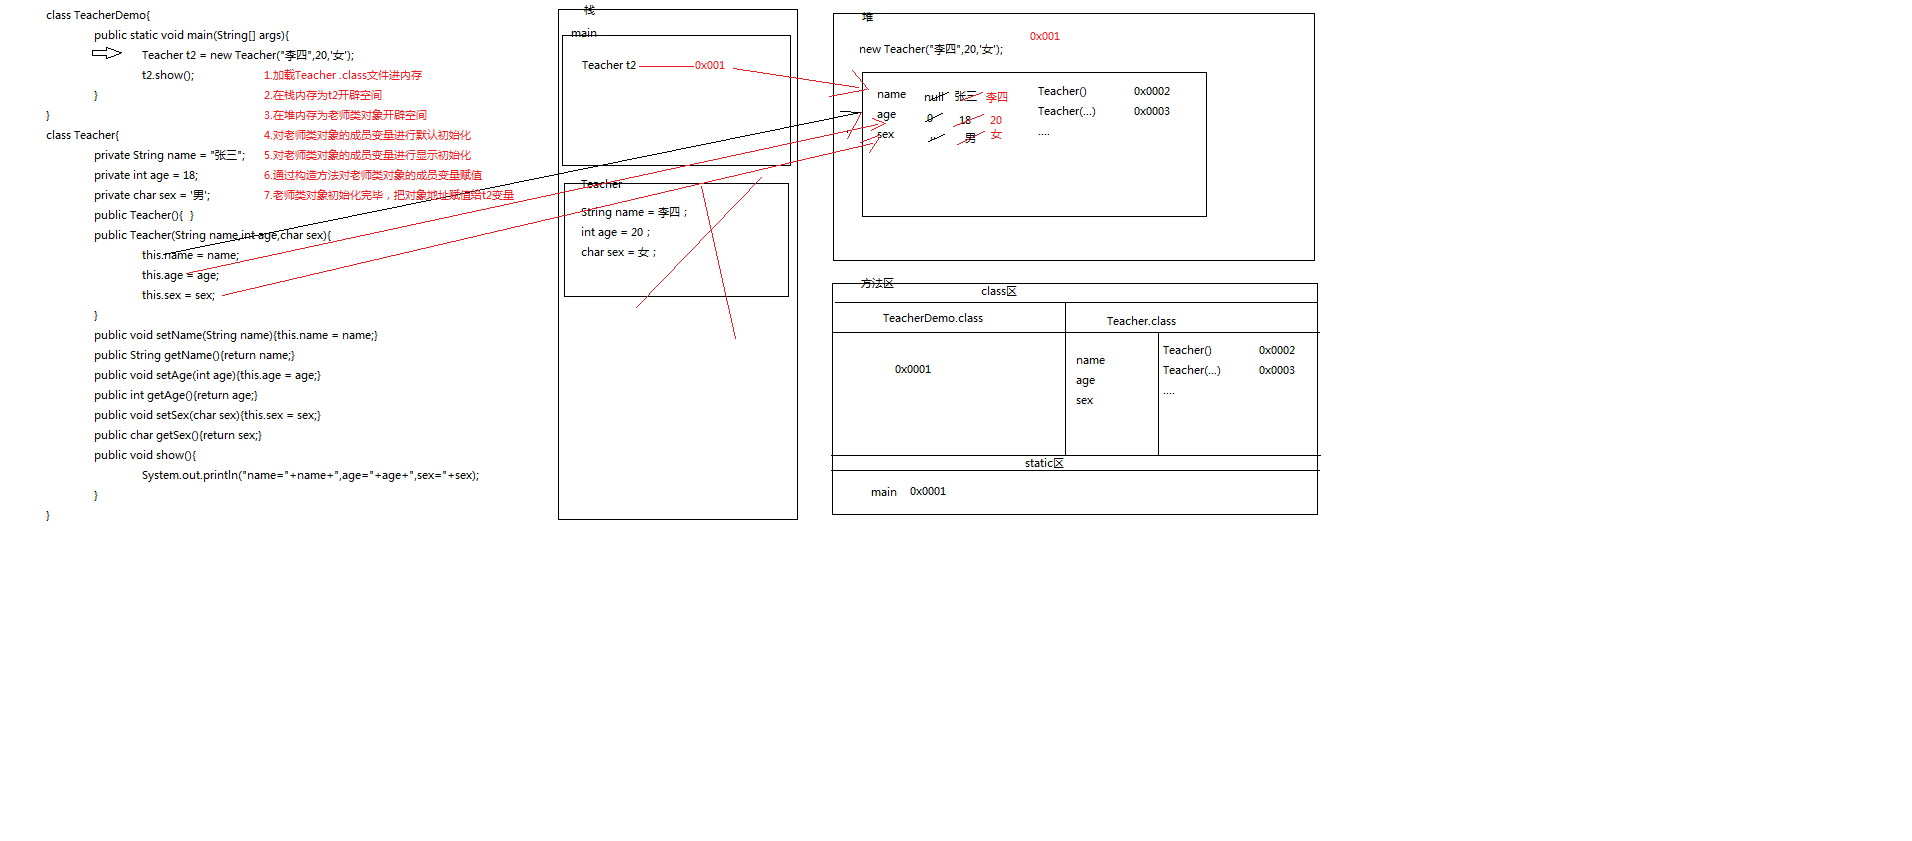 class TeacherDemo{
public static void main(String[] args){
Teacher t2 = new Teacher("李四",20,'女');
t2.show();
}
}
class Teacher{
private String name = "张三";
private int age = 18;
private char sex = '男';
public Teacher(){  }
public Teacher(String name,int age,char sex){
this.name = name;
this.age = age;
this.sex = sex;
}
public void setName(String name){this.name = name;}
public String getName(){return name;}
public void setAge(int age){this.age = age;}
public int getAge(){return age;}
public void setSex(char sex){this.sex = sex;}
public char getSex(){return sex;}
public void show(){
System.out.println("name="+name+",age="+age+",sex="+sex);
}
}
1.加载Teacher .class文件进内存
2.在栈内存为t2开辟空间
3.在堆内存为老师类对象开辟空间
4.对老师类对象的成员变量进行默认初始化
5.对老师类对象的成员变量进行显示初始化
6.通过构造方法对老师类对象的成员变量赋值
7.老师类对象初始化完毕，把对象地址赋值给t2变量
栈
main
Teacher t2 0x001
Teacher
String name = 李四 ;
int age = 20 ;
char sex = 女 ;
堆
0x001
new Teacher("李四",20,'女');
name null 张三 李四 Teacher() 0x0002
age 0 18 20 Teacher(...) 0x0003
sex '' 男 女 ....
方法区
class区
TeacherDemo.class Teacher.class
0x0001
name
age
sex
Teacher() 0x0002
Teacher(...) 0x0003
....
static区
main 0x0001